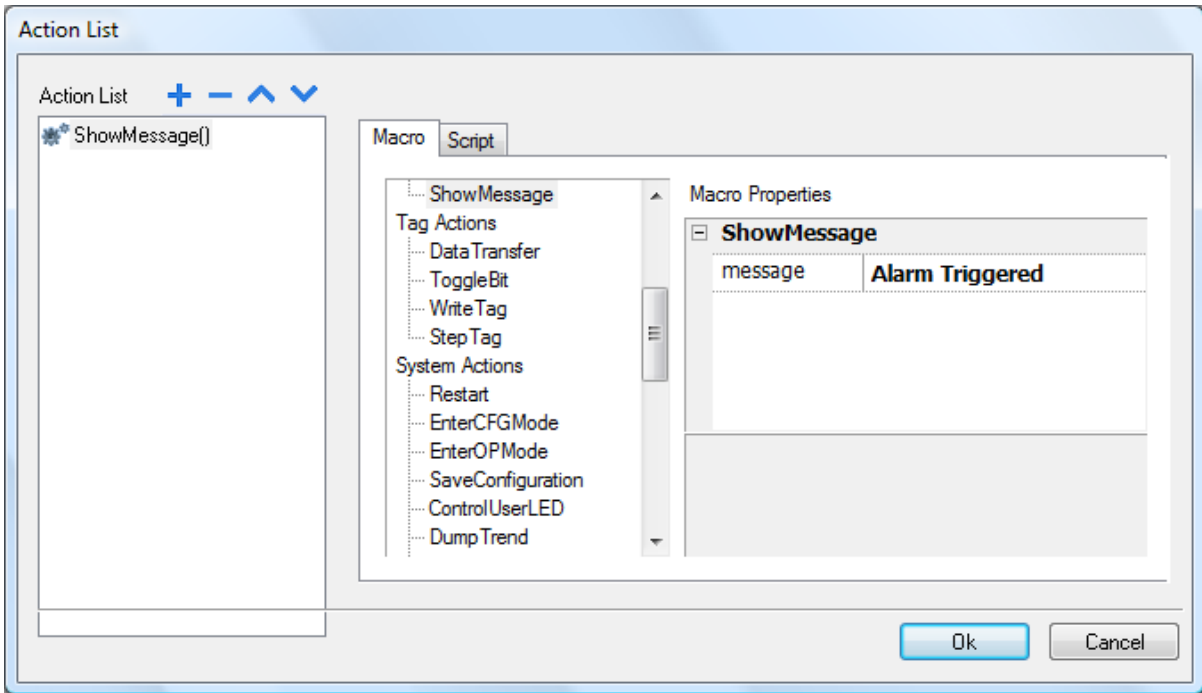 Action List
Action List
ShowMessage()
Macro
Script
ShowMessage
Tag Actions
DataTransfer
ToggleBit
WriteTag
StepTag
System Actions
Restart
EnterCFGMode
EnterOPMode
SaveConfiguration
ControlUserLED
DumpTrend
Macro Properties
ShowMessage
message Alarm Triggered
Ok
Cancel